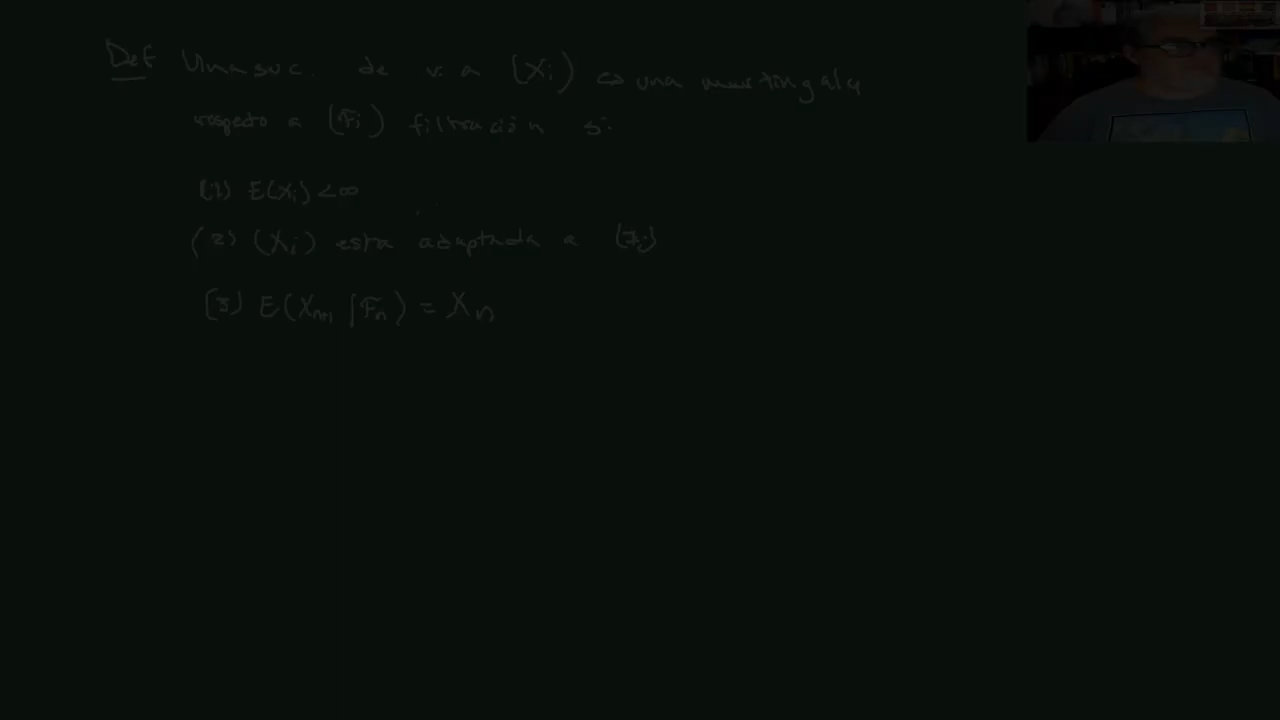 Def Una suc. de v. a (Xi) es una martingala
respecto a (Fi) filtración si:
(1) E(Xi) < ∞
(2) (Xi) esta adaptada a (Fi)
(3) E(Xn+1 | Fn) = Xn